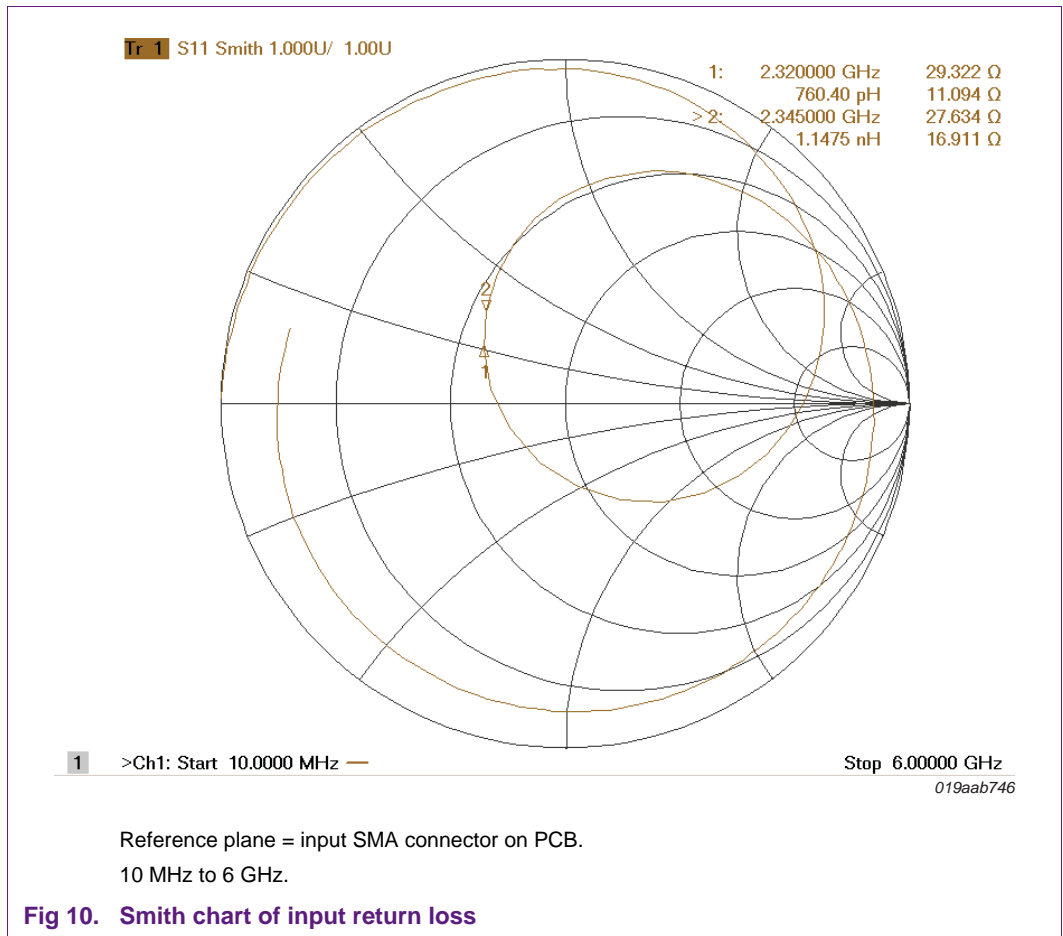 Tr 1 S11 Smith 1.000U/ 1.00U
1: 2.320000 GHz 29.322 Ω
760.40 pH 11.094 Ω
> 2: 2.345000 GHz 27.634 Ω
1.1475 nH 16.911 Ω
2
1
1 >Ch1: Start 10.0000 MHz — Stop 6.00000 GHz
019aab746
Reference plane = input SMA connector on PCB.
10 MHz to 6 GHz.
Fig 10. Smith chart of input return loss